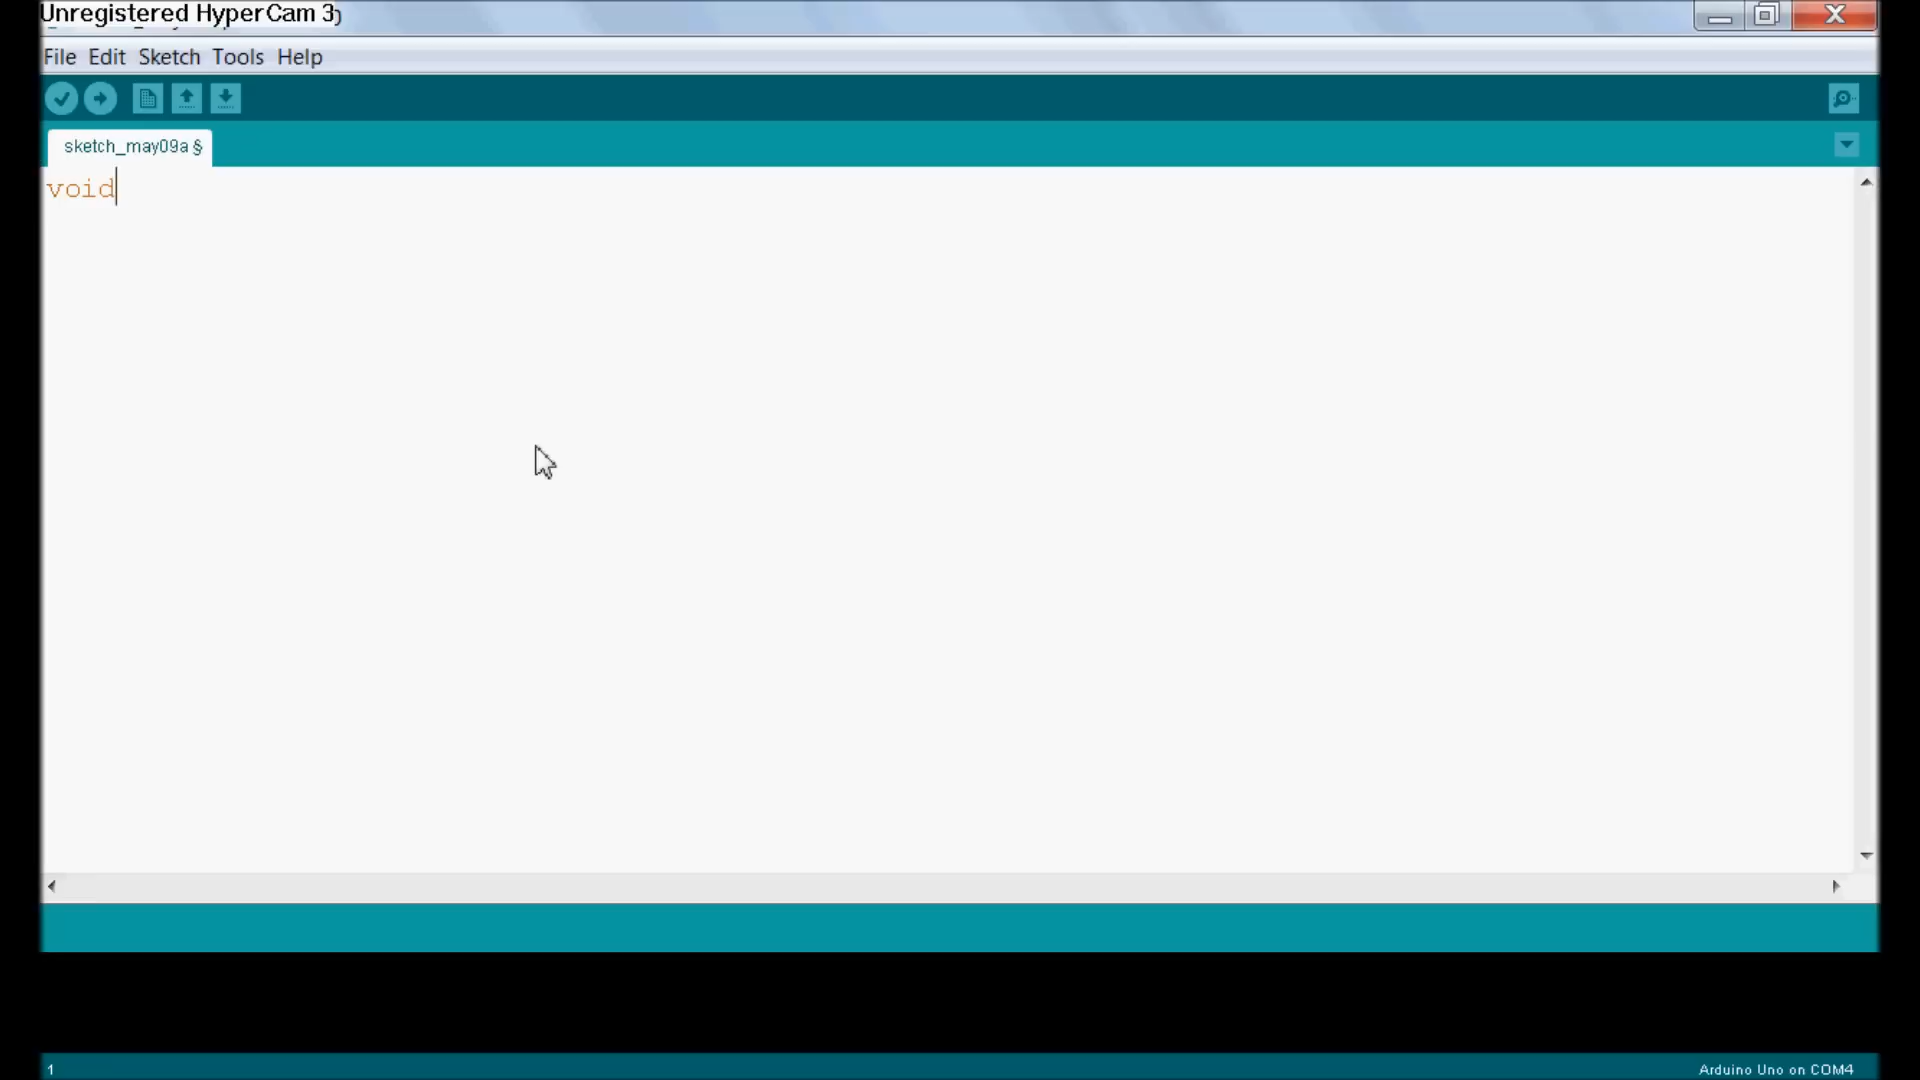 Unregistered HyperCam 3
File Edit Sketch Tools Help
sketch_may09a §
void
1
Arduino Uno on COM4